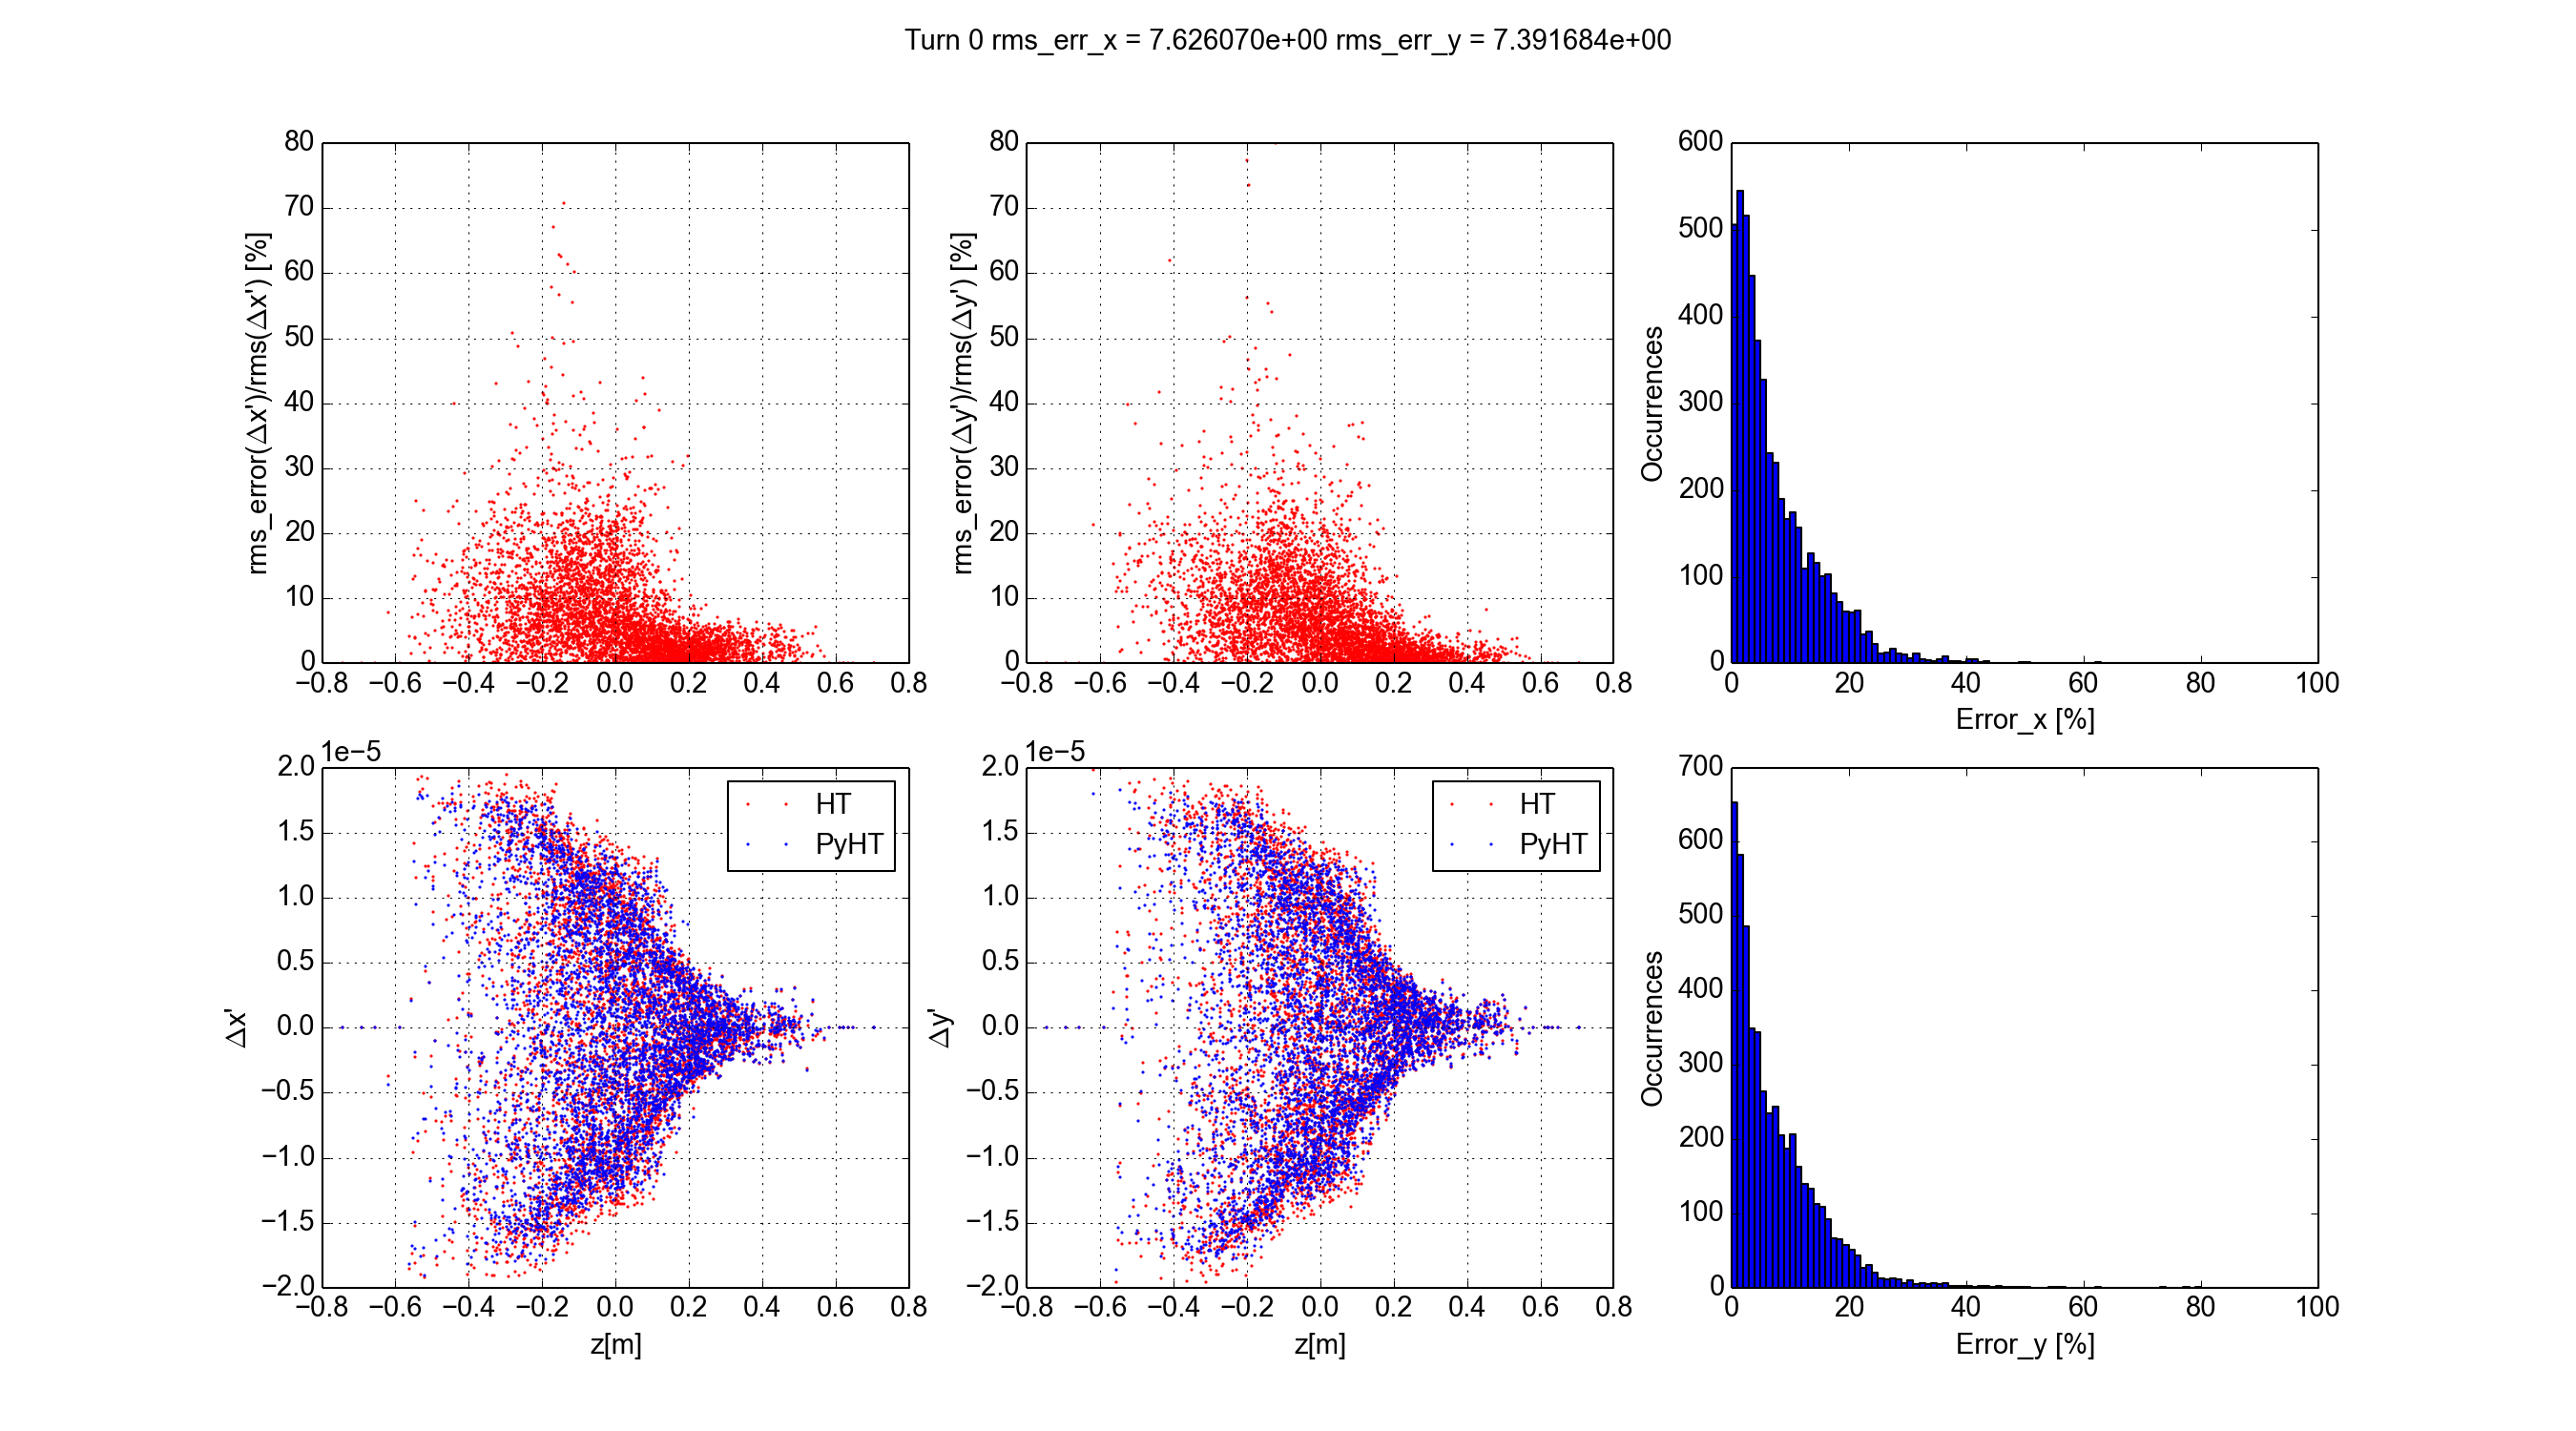 Turn 0 rms_err_x = 7.626070e+00 rms_err_y = 7.391684e+00
rms_error(Δx')/rms(Δx') [%]
80
70
60
50
40
30
20
10
0
−0.8 −0.6 −0.4 −0.2 0.0 0.2 0.4 0.6 0.8
rms_error(Δy')/rms(Δy') [%]
80
70
60
50
40
30
20
10
0
−0.8 −0.6 −0.4 −0.2 0.0 0.2 0.4 0.6 0.8
Occurrences
600
500
400
300
200
100
0
0 20 40 60 80 100
Error_x [%]
1e−5
Δx'
2.0
1.5
1.0
0.5
0.0
−0.5
−1.0
−1.5
−2.0
HT
PyHT
−0.8 −0.6 −0.4 −0.2 0.0 0.2 0.4 0.6 0.8
z[m]
1e−5
Δy'
2.0
1.5
1.0
0.5
0.0
−0.5
−1.0
−1.5
−2.0
HT
PyHT
−0.8 −0.6 −0.4 −0.2 0.0 0.2 0.4 0.6 0.8
z[m]
Occurrences
700
600
500
400
300
200
100
0
0 20 40 60 80 100
Error_y [%]